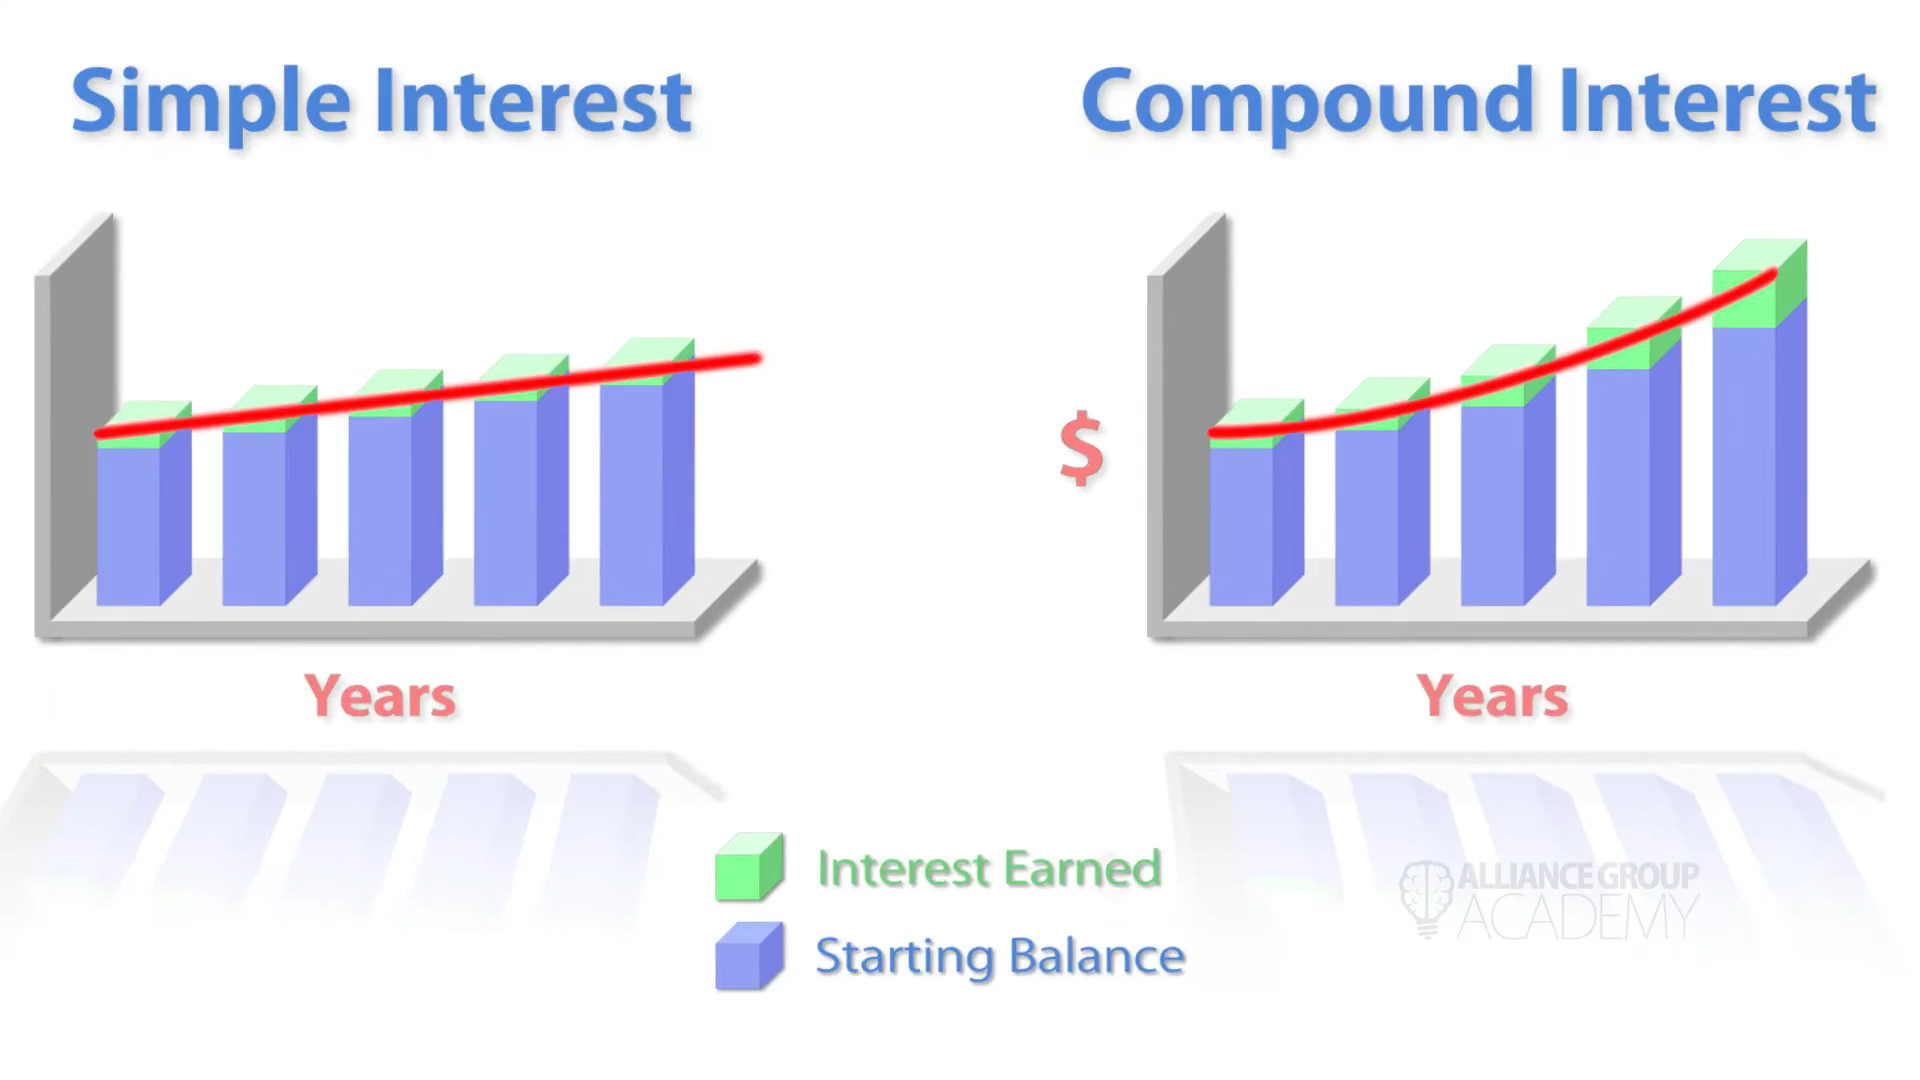 Simple Interest
Compound Interest
$
Years
Years
Interest Earned
Starting Balance
ALLIANCE GROUP
ACADEMY